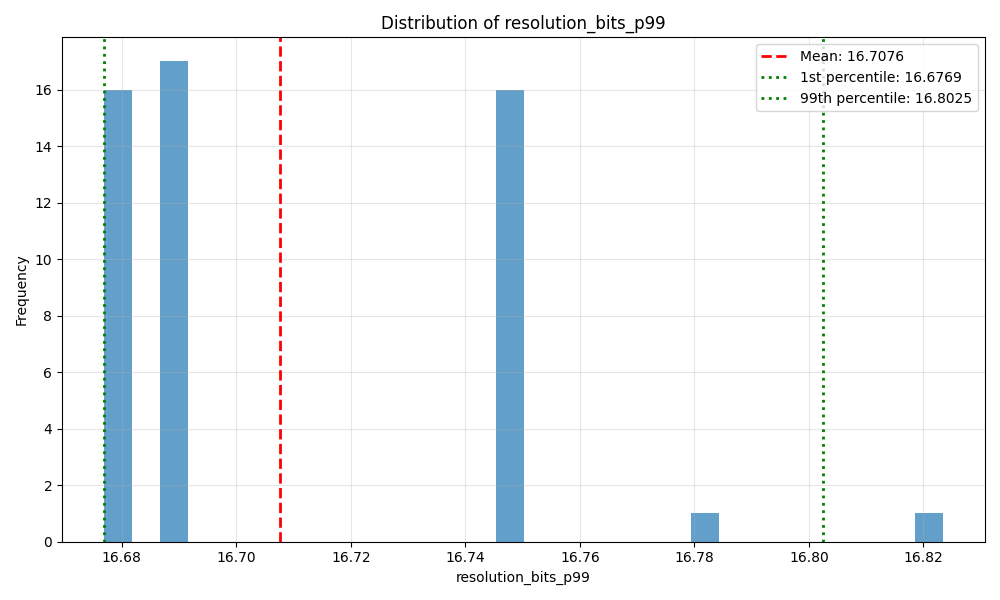 Distribution of resolution_bits_p99
Mean: 16.7076
1st percentile: 16.6769
99th percentile: 16.8025
Frequency
16
14
12
10
8
6
4
2
0
16.68 16.70 16.72 16.74 16.76 16.78 16.80 16.82
resolution_bits_p99